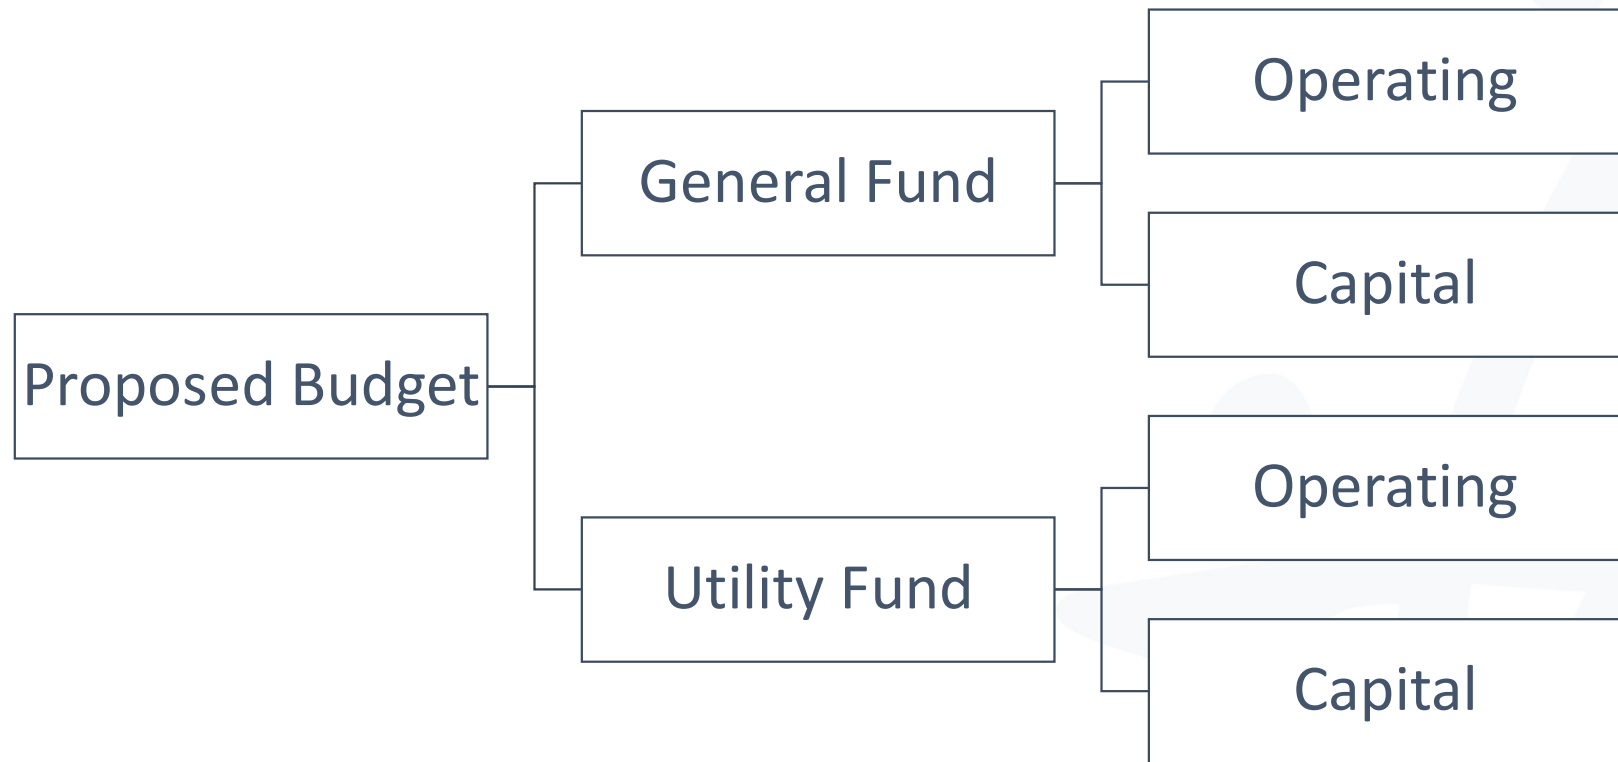 Proposed Budget
General Fund
Operating
Capital
Utility Fund
Operating
Capital